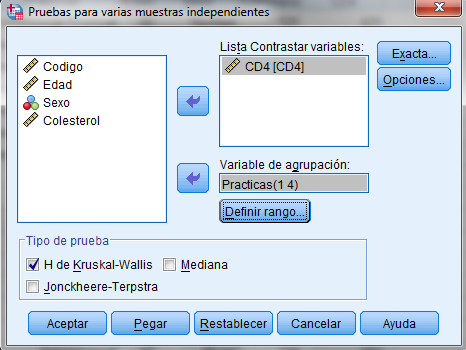 Pruebas para varias muestras independientes
Codigo
Edad
Sexo
Colesterol
Lista Contrastar variables:
CD4 [CD4]
Exacta...
Opciones...
Variable de agrupación:
Practicas(1 4)
Definir rango...
Tipo de prueba
H de Kruskal-Wallis
Mediana
Jonckheere-Terpstra
Aceptar
Pegar
Restablecer
Cancelar
Ayuda